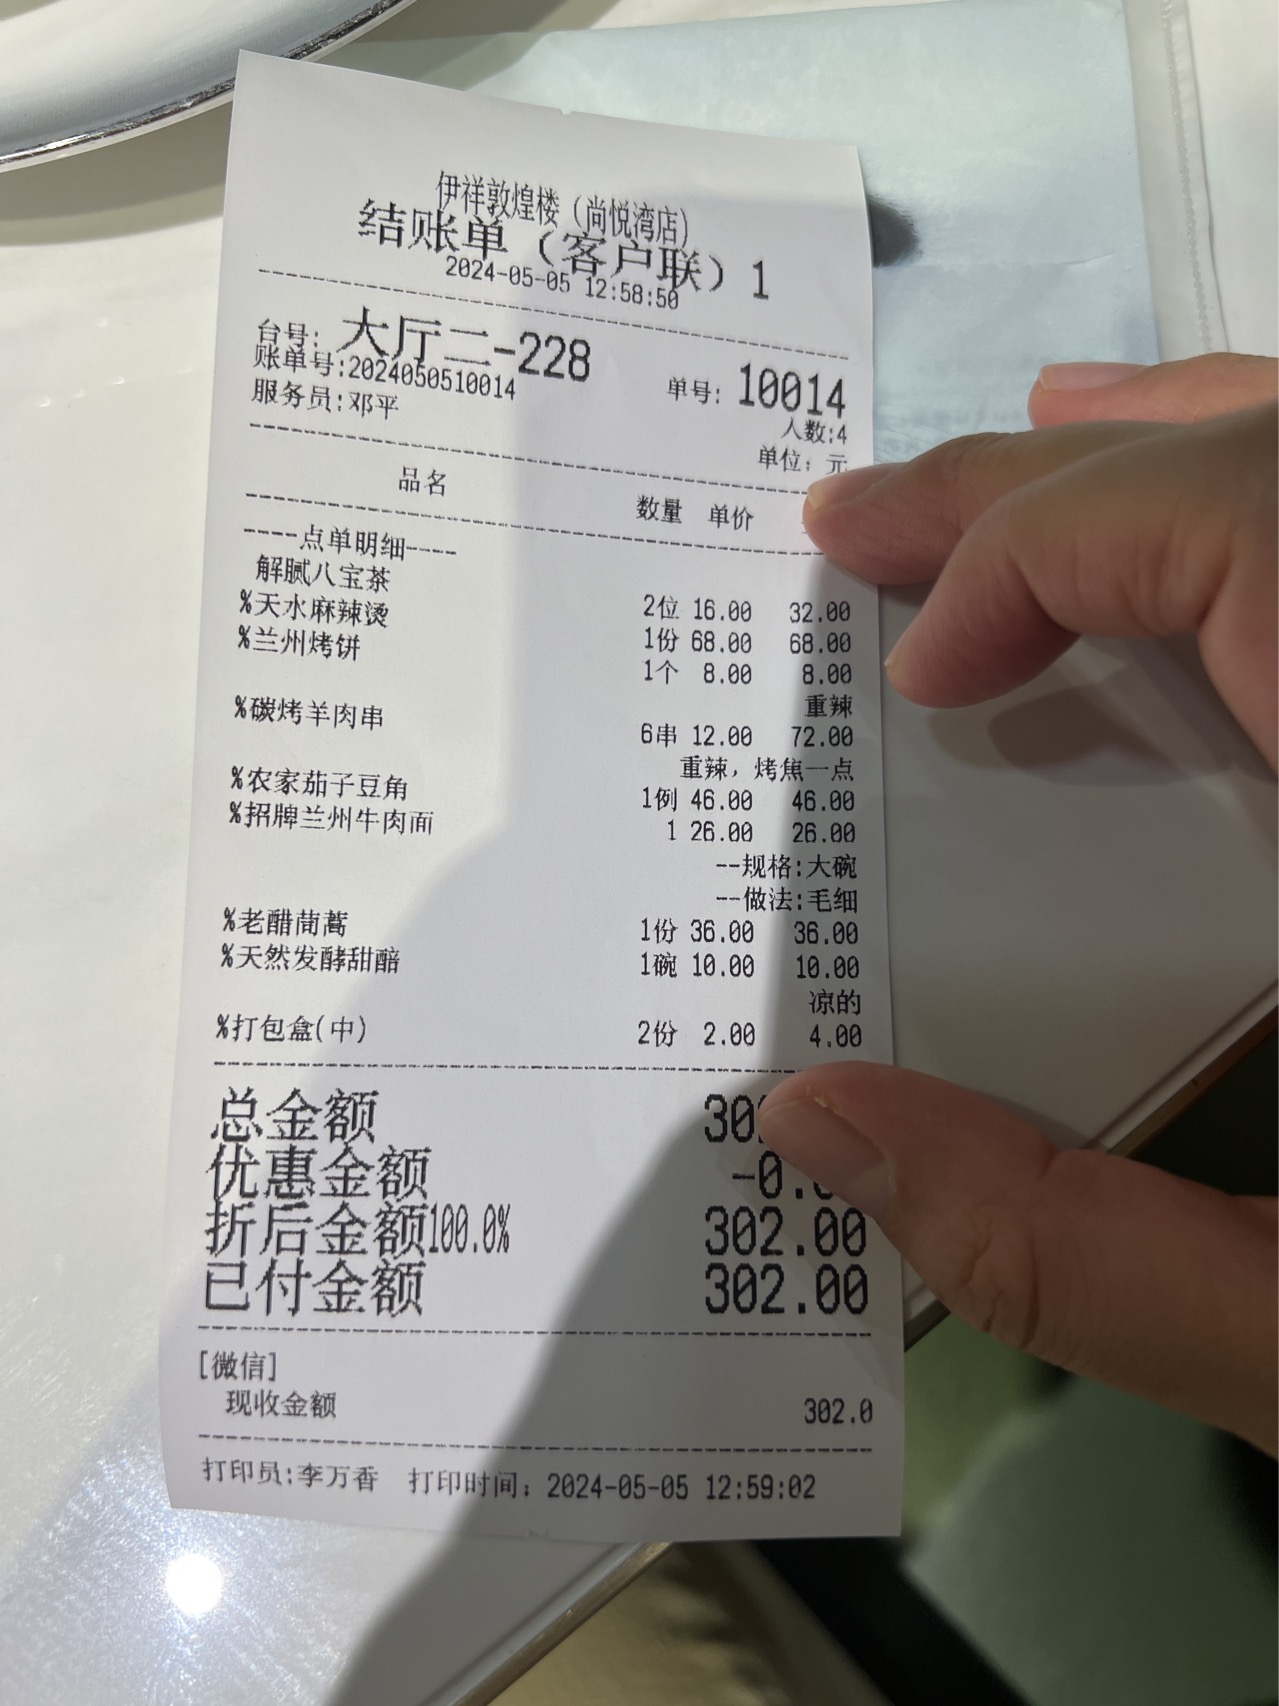 伊祥敦煌楼（尚悦湾店）
结账单（客户联）1
2024-05-05 12:58:50
台号：大厅二-228
账单号:2024050510014 单号：10014
服务员:邓平 人数:4
单位：元
品名 数量 单价
----点单明细----
解腻八宝茶 2位 16.00 32.00
%天水麻辣烫 1份 68.00 68.00
%兰州烤饼 1个 8.00 8.00
重辣
%碳烤羊肉串 6串 12.00 72.00
重辣，烤焦一点
%农家茄子豆角 1例 46.00 46.00
%招牌兰州牛肉面 1 26.00 26.00
--规格:大碗
--做法:毛细
%老醋茼蒿 1份 36.00 36.00
%天然发酵甜醅 1碗 10.00 10.00
凉的
%打包盒(中) 2份 2.00 4.00
总金额
优惠金额
折后金额100.0% 302.00
已付金额 302.00
[微信]
现收金额 302.0
打印员:李万香 打印时间：2024-05-05 12:59:02